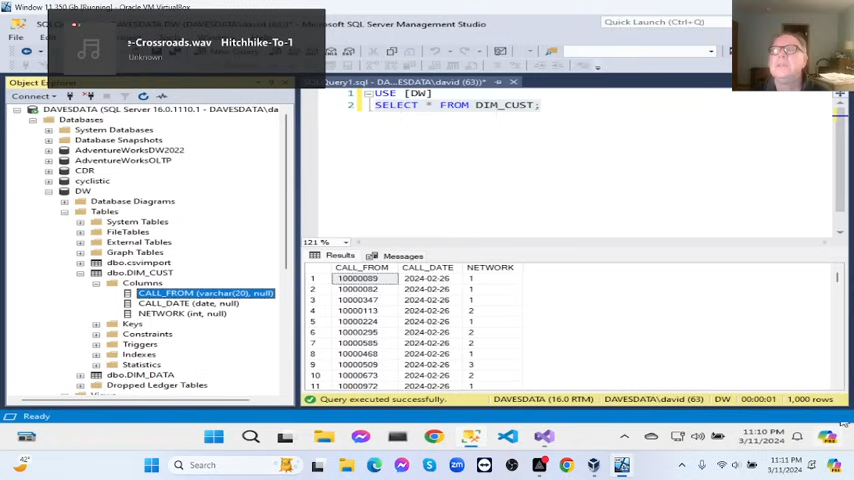 Window 11.350 Gb [Running] - Oracle VM VirtualBox
Microsoft SQL Server Management Studio
Quick Launch (Ctrl+Q)
File
e-Crossroads.wav Hitchhike-To-T
Unknown
Object Explorer
SQLQuery1.sql - DA...ESDATA\david (63))*
Connect
DAVESDATA (SQL Server 16.0.1110.1 - DAVESDATA\da
Databases
System Databases
Database Snapshots
AdventureWorksDW2022
AdventureWorksOLTP
CDR
cyclistic
DW
Database Diagrams
Tables
System Tables
FileTables
External Tables
Graph Tables
dbo.csvimport
dbo.DIM_CUST
Columns
CALL_FROM (varchar(20), null)
CALL_DATE (date, null)
NETWORK (int, null)
Keys
Constraints
Triggers
Indexes
Statistics
dbo.DIM_DATA
Dropped Ledger Tables
1 USE [DW]
2 SELECT * FROM DIM_CUST;
121 %
Results Messages
CALL_FROM CALL_DATE NETWORK
1 10000089 2024-02-26 1
2 10000082 2024-02-26 1
3 10000347 2024-02-26 1
4 10000113 2024-02-26 2
5 10000224 2024-02-26 1
6 10000295 2024-02-26 2
7 10000585 2024-02-26 2
8 10000468 2024-02-26 1
9 10000509 2024-02-26 3
10 10000673 2024-02-26 2
11 10000972 2024-02-26 1
Query executed successfully. DAVESDATA (16.0 RTM) DAVESDATA\david (63) DW 00:00:01 1,000 rows
Ready
11:10 PM
3/11/2024
42°
Search
11:11 PM
3/11/2024